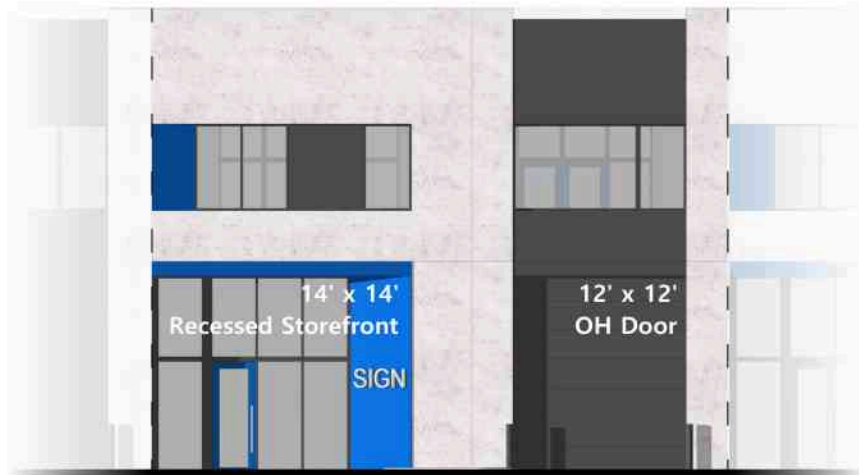 14' x 14'
Recessed Storefront
12' x 12'
OH Door
SIGN